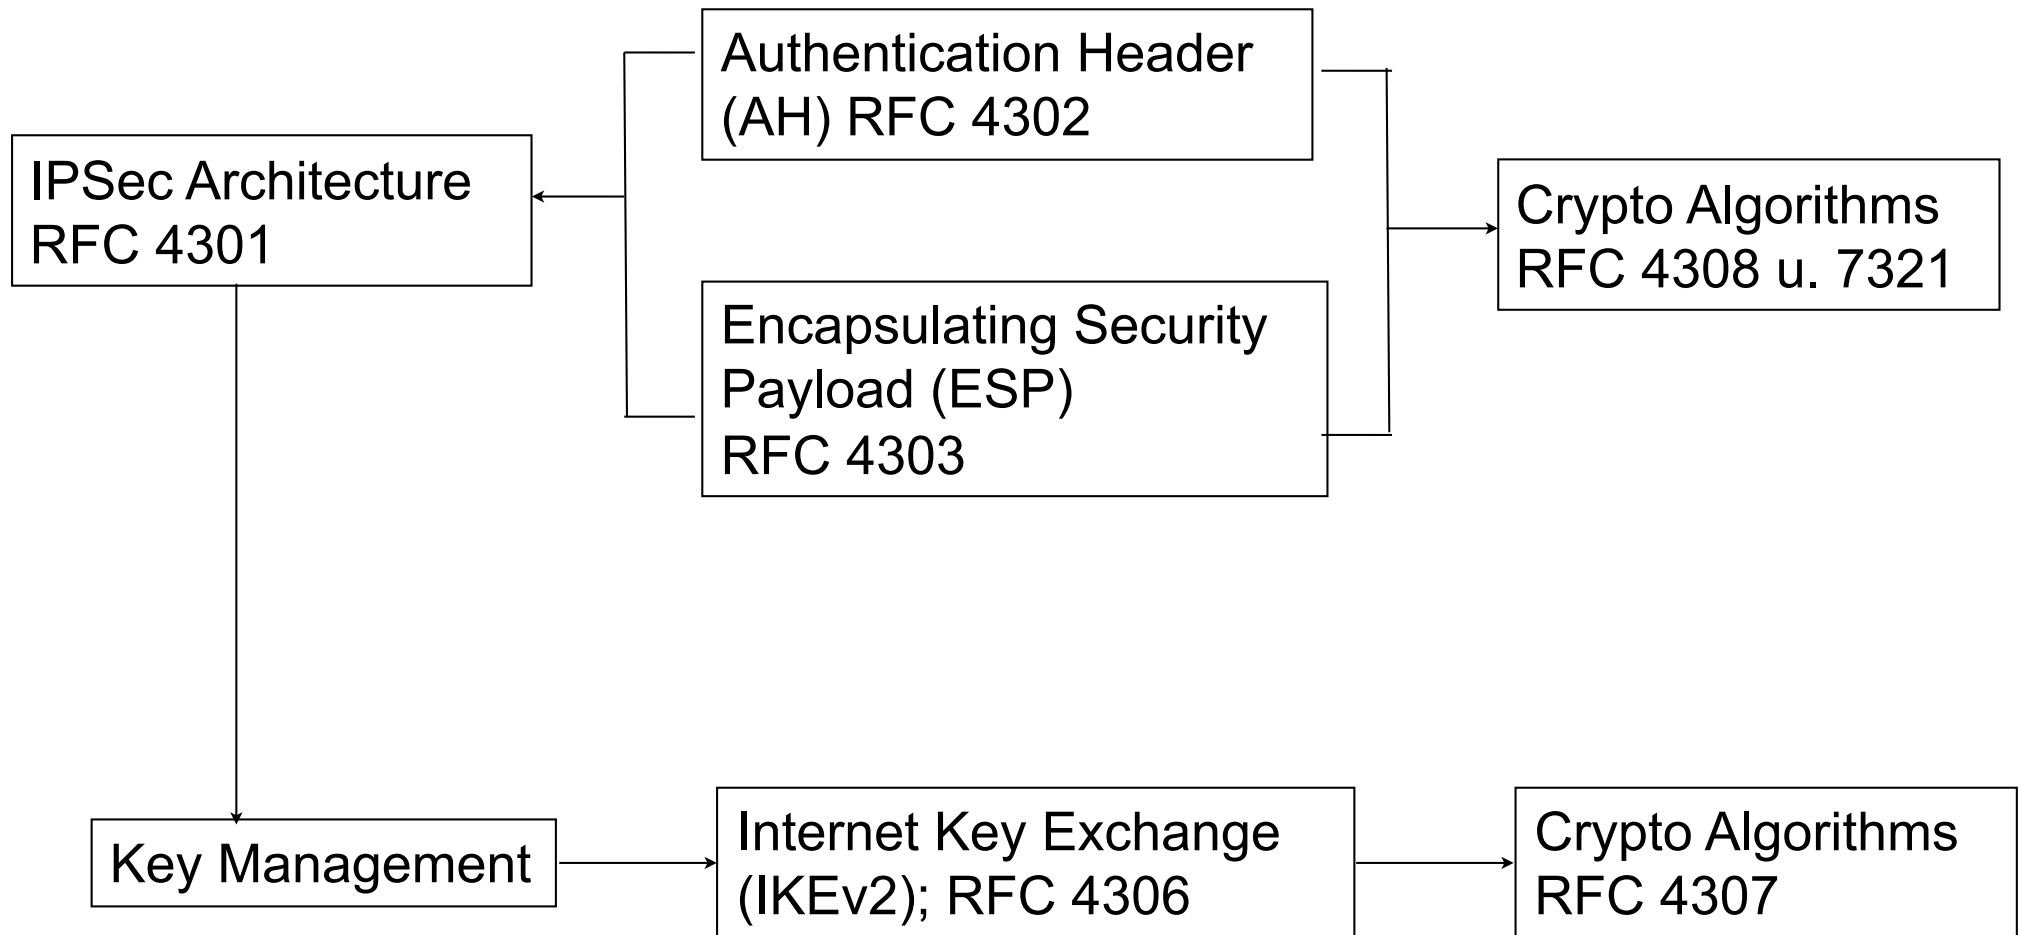 Authentication Header
(AH) RFC 4302
IPSec Architecture
RFC 4301
Crypto Algorithms
RFC 4308 u. 7321
Encapsulating Security
Payload (ESP)
RFC 4303
Key Management
Internet Key Exchange
(IKEv2); RFC 4306
Crypto Algorithms
RFC 4307